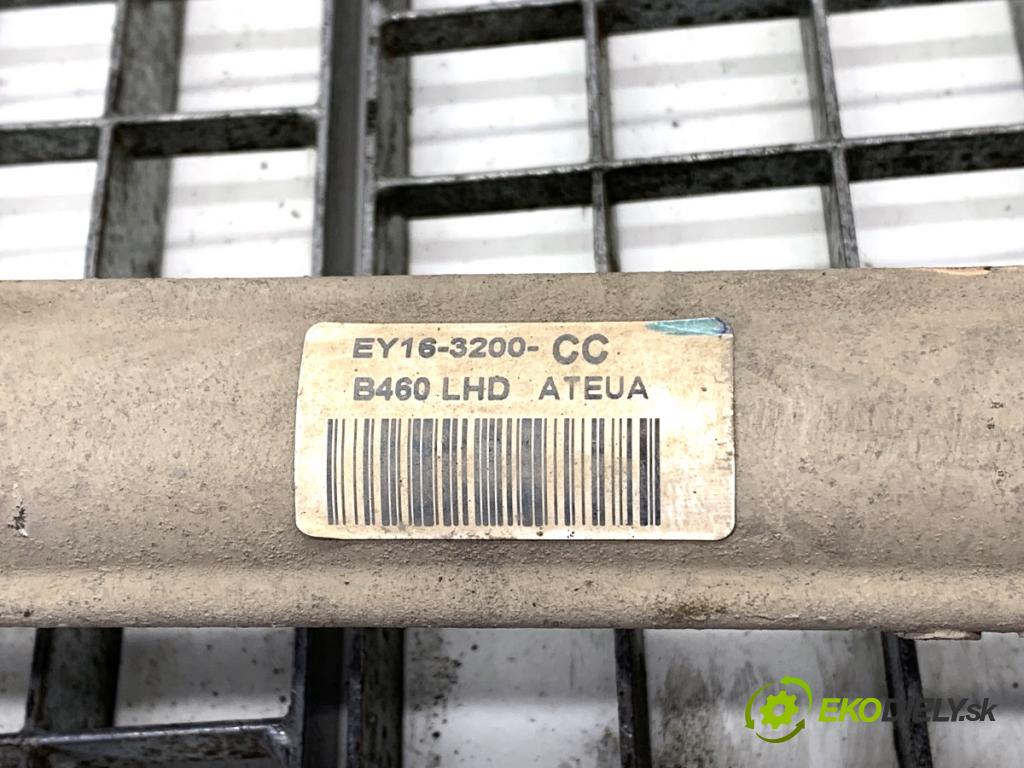 EY16-3200- CC
B460 LHD ATEUA
EKODIELY.sk